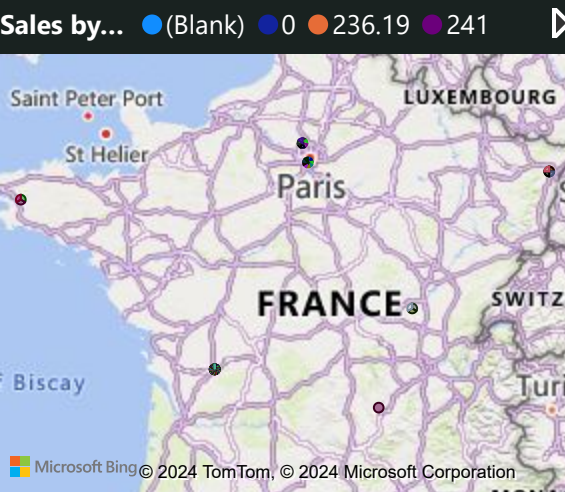 Sales by... (Blank) 0 236.19 241
Saint Peter Port
LUXEMBOURG
St Helier
Paris
FRANCE
SWITZ
Biscay
Turi
Microsoft Bing © 2024 TomTom, © 2024 Microsoft Corporation